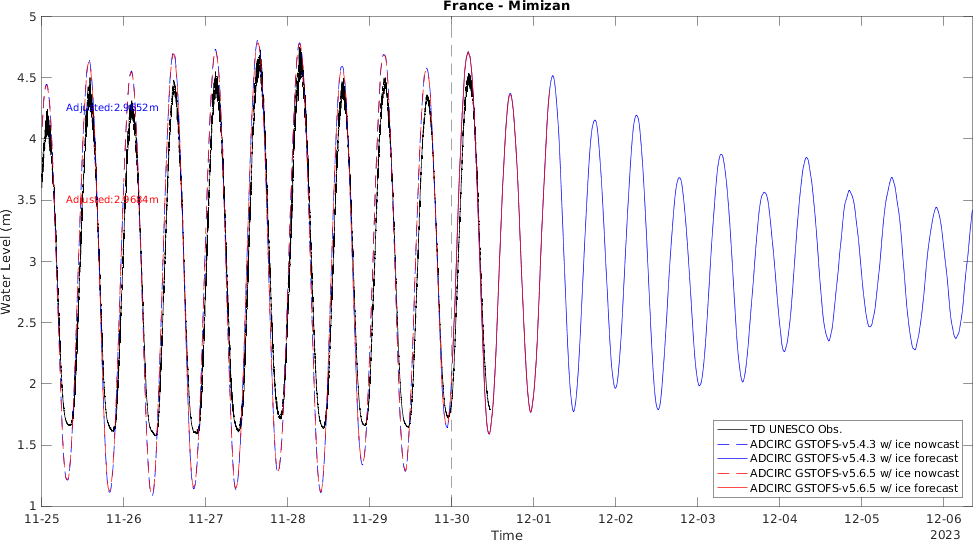 France - Mimizan
5
4.5
4
3.5
3
2.5
2
1.5
1
Water Level (m)
Adjusted:2.9652m
Adjusted:2.9684m
TD UNESCO Obs.
ADCIRC GSTOFS-v5.4.3 w/ ice nowcast
ADCIRC GSTOFS-v5.4.3 w/ ice forecast
ADCIRC GSTOFS-v5.6.5 w/ ice nowcast
ADCIRC GSTOFS-v5.6.5 w/ ice forecast
11-25 11-26 11-27 11-28 11-29 11-30 12-01 12-02 12-03 12-04 12-05 12-06
Time
2023